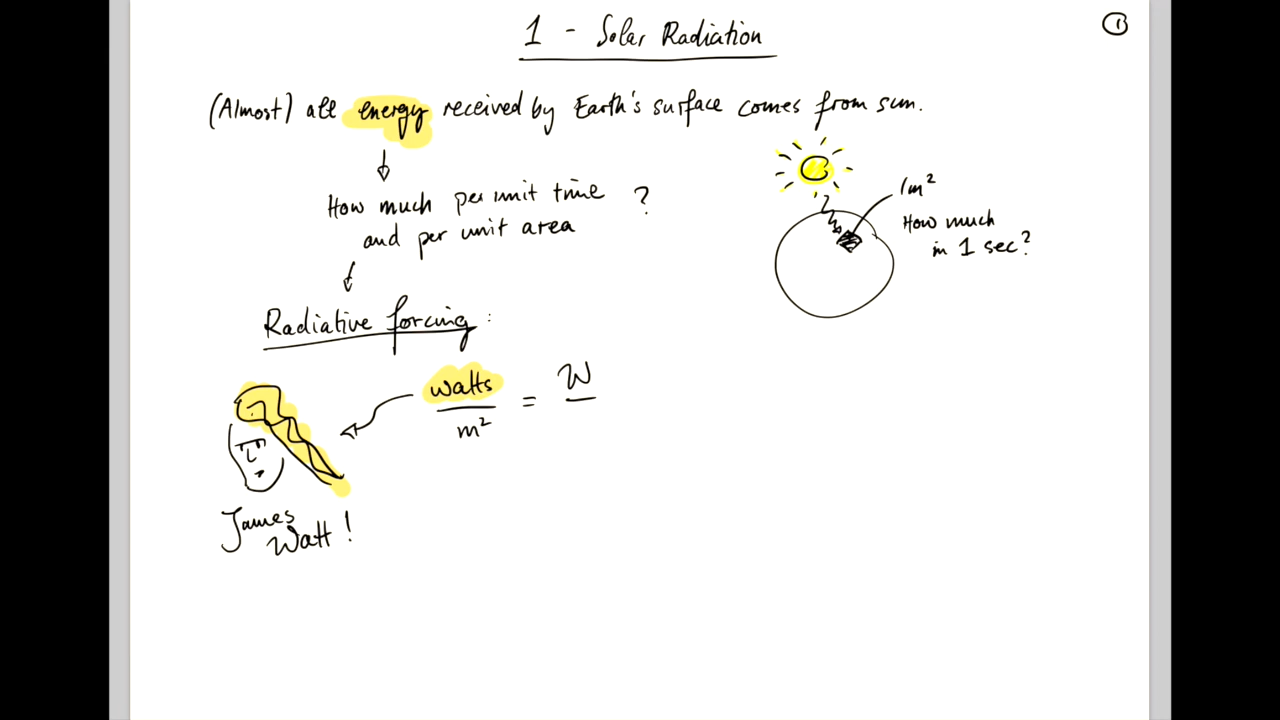 1 - Solar Radiation
①
(Almost) all energy received by Earth's surface comes from sun.
How much per unit time
and per unit area ?
1m²
How much
in 1 sec?
Radiative forcing :
watts
m²
= W
James
Watt !